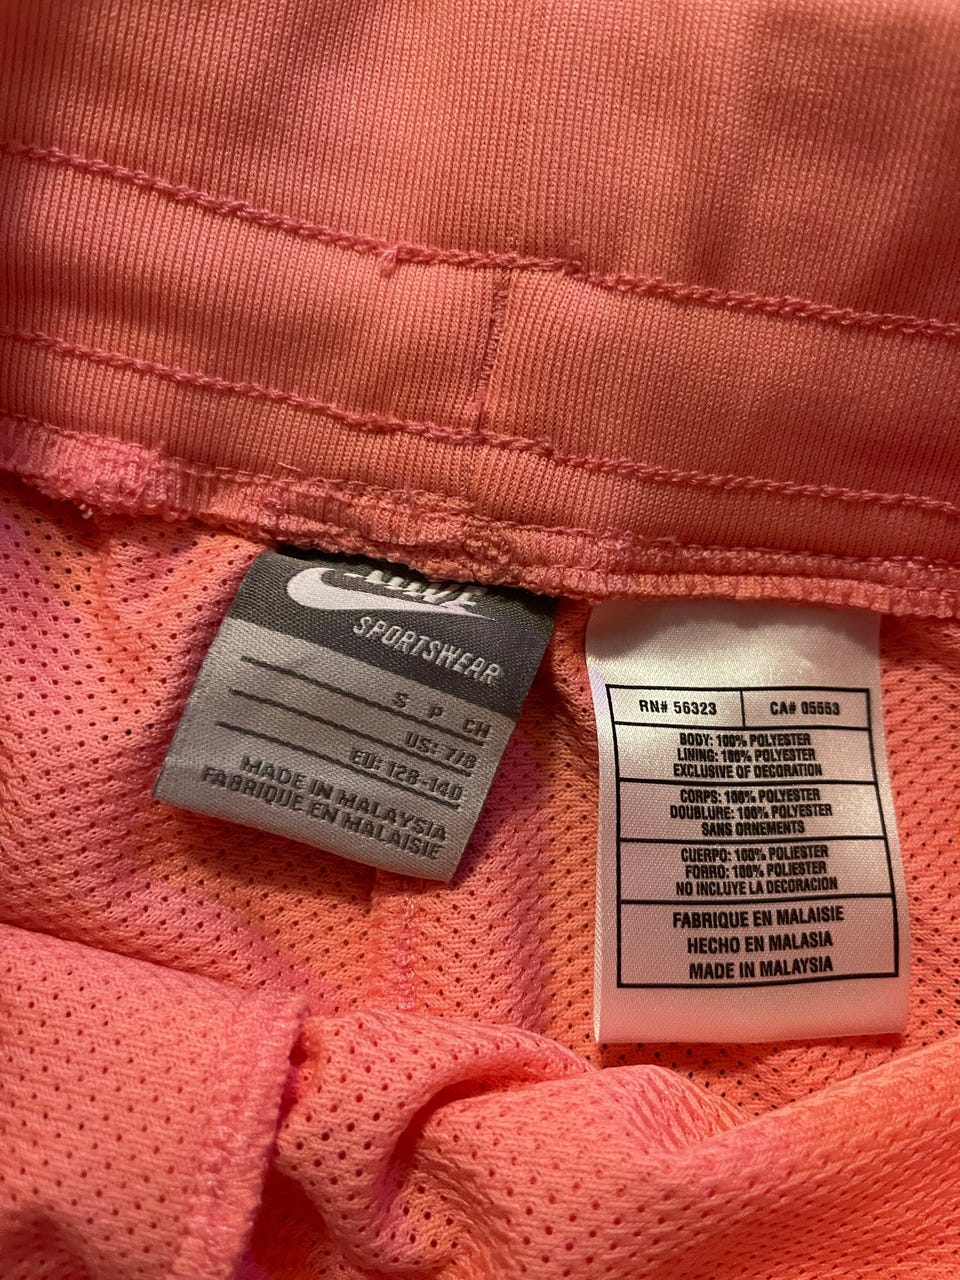 NIKE
SPORTSWEAR
S P CH
US: 7/8
EU: 128-140
MADE IN MALAYSIA
FABRIQUE EN MALAISIE
RN# 56323 CA# 05553
BODY: 100% POLYESTER
LINING: 100% POLYESTER
EXCLUSIVE OF DECORATION
CORPS: 100% POLYESTER
DOUBLURE: 100% POLYESTER
SANS ORNEMENTS
CUERPO: 100% POLIESTER
FORRO: 100% POLIESTER
NO INCLUYE LA DECORACION
FABRIQUE EN MALAISIE
HECHO EN MALASIA
MADE IN MALAYSIA